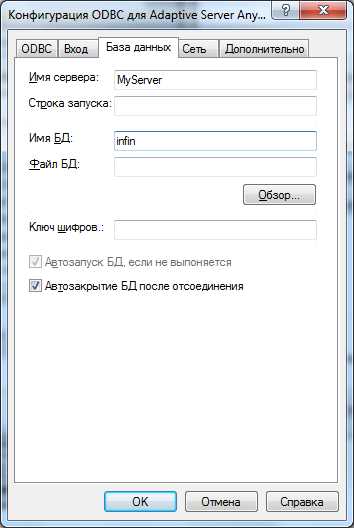 Конфигурация ODBC для Adaptive Server Any...
ODBC Вход База данных Сеть Дополнительно
Имя сервера: MyServer
Строка запуска:
Имя БД: infin
Файл БД:
Обзор...
Ключ шифров.:
Автозапуск БД, если не выпоняется
Автозакрытие БД после отсоединения
OK Отмена Справка